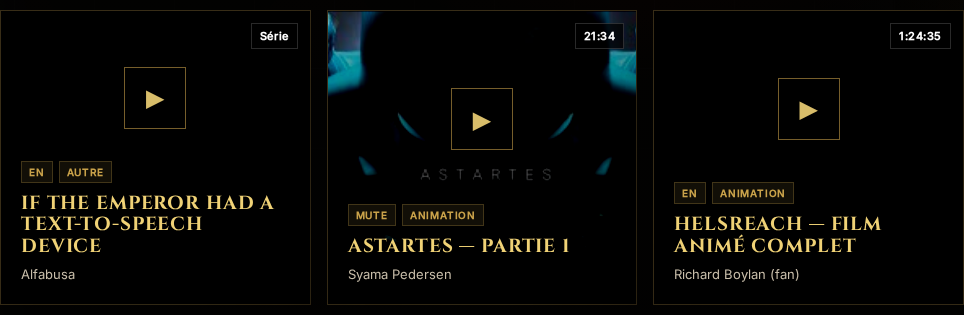 Série
EN AUTRE
IF THE EMPEROR HAD A
TEXT-TO-SPEECH
DEVICE
Alfabusa
21:34
ASTARTES
MUTE ANIMATION
ASTARTES — PARTIE 1
Syama Pedersen
1:24:35
EN ANIMATION
HELSREACH — FILM
ANIMÉ COMPLET
Richard Boylan (fan)